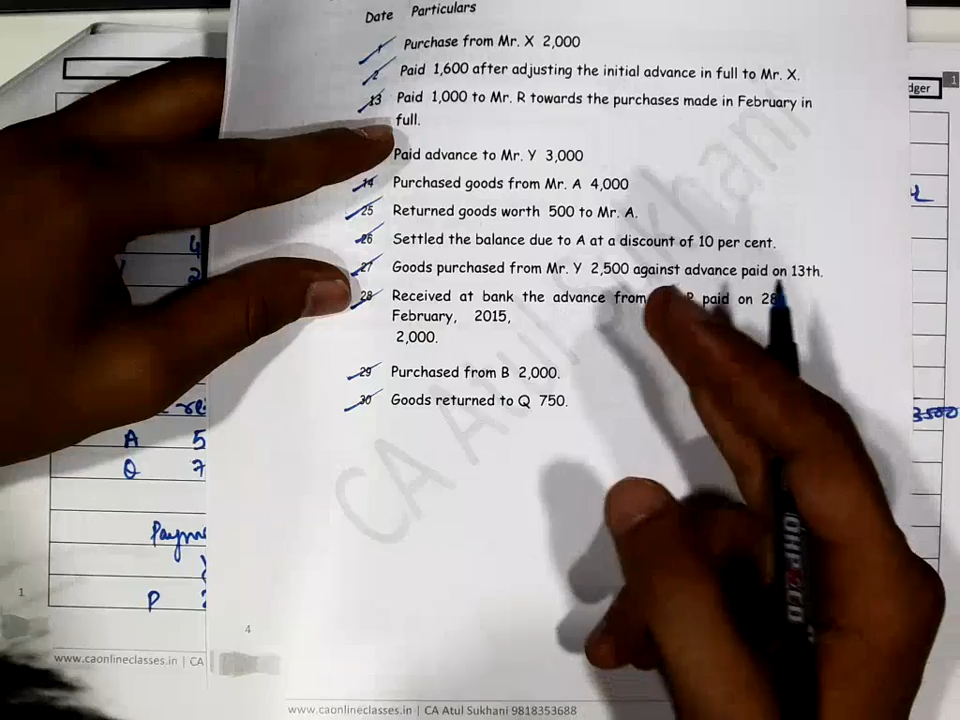 Date Particulars
1 Purchase from Mr. X 2,000
2 Paid 1,600 after adjusting the initial advance in full to Mr. X.
13 Paid 1,000 to Mr. R towards the purchases made in February in
full.
Paid advance to Mr. Y 3,000
14 Purchased goods from Mr. A 4,000
25 Returned goods worth 500 to Mr. A.
26 Settled the balance due to A at a discount of 10 per cent.
27 Goods purchased from Mr. Y 2,500 against advance paid on 13th.
28 Received at bank the advance from P paid on 28
February, 2015,
2,000.
29 Purchased from B 2,000.
30 Goods returned to Q 750.
CA Atul Sukhani
4
www.caonlineclasses.in | CA Atul Sukhani 9818353688
4
2
A 5
Q 7
P
1
www.caonlineclasses.in | CA
dger
1
3500